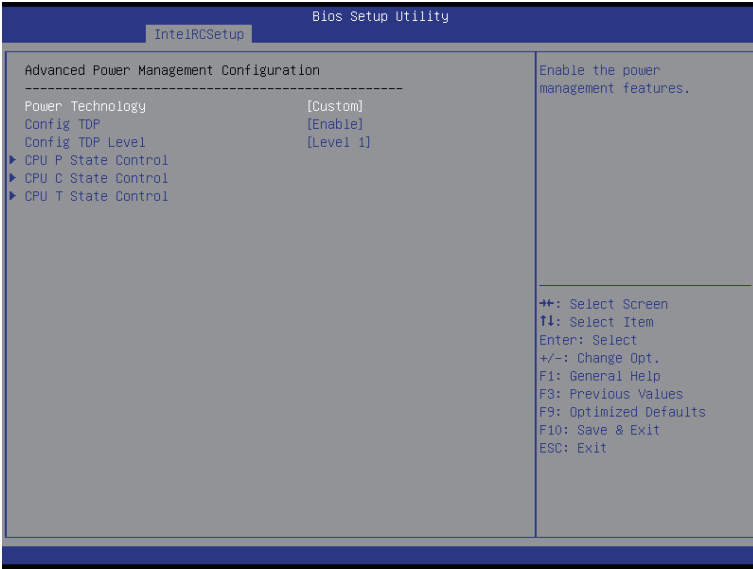 Bios Setup Utility
IntelRCSetup
Advanced Power Management Configuration
--------------------------------------------------
Power Technology [Custom]
Config TDP [Enable]
Config TDP Level [Level 1]
CPU P State Control
CPU C State Control
CPU T State Control
Enable the power
management features.
→←: Select Screen
↑↓: Select Item
Enter: Select
+/-: Change Opt.
F1: General Help
F3: Previous Values
F9: Optimized Defaults
F10: Save & Exit
ESC: Exit